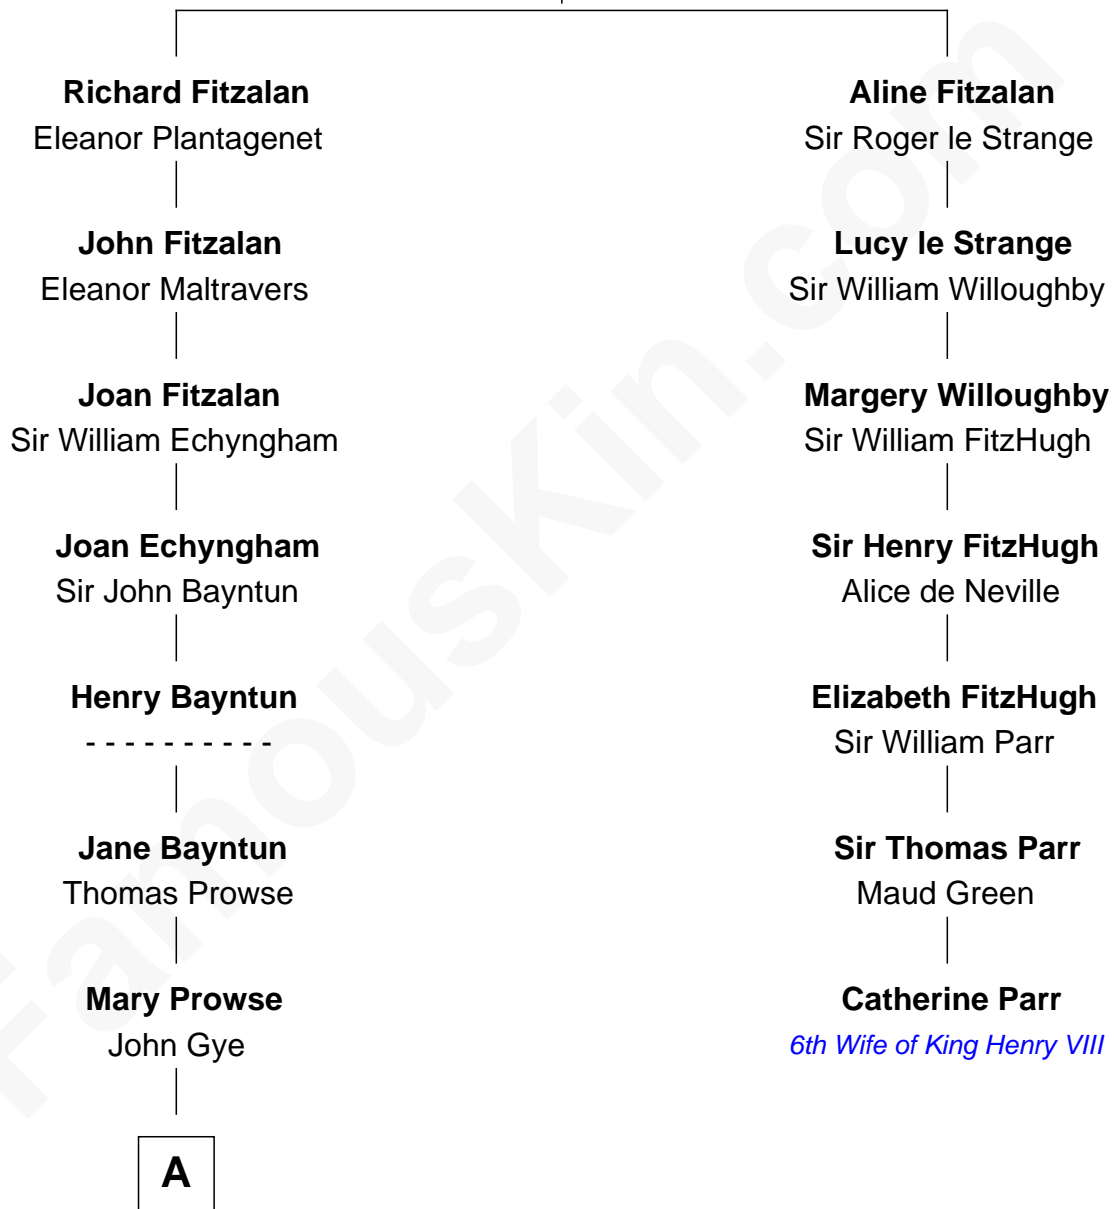 Richard Fitzalan
Eleanor Plantagenet
John Fitzalan
Eleanor Maltravers
Joan Fitzalan
Sir William Echyngham
Joan Echyngham
Sir John Bayntun
Henry Bayntun
- - - - - - - - - -
Jane Bayntun
Thomas Prowse
Mary Prowse
John Gye
A
Aline Fitzalan
Sir Roger le Strange
Lucy le Strange
Sir William Willoughby
Margery Willoughby
Sir William FitzHugh
Sir Henry FitzHugh
Alice de Neville
Elizabeth FitzHugh
Sir William Parr
Sir Thomas Parr
Maud Green
Catherine Parr
6th Wife of King Henry VIII
FamousKin.com